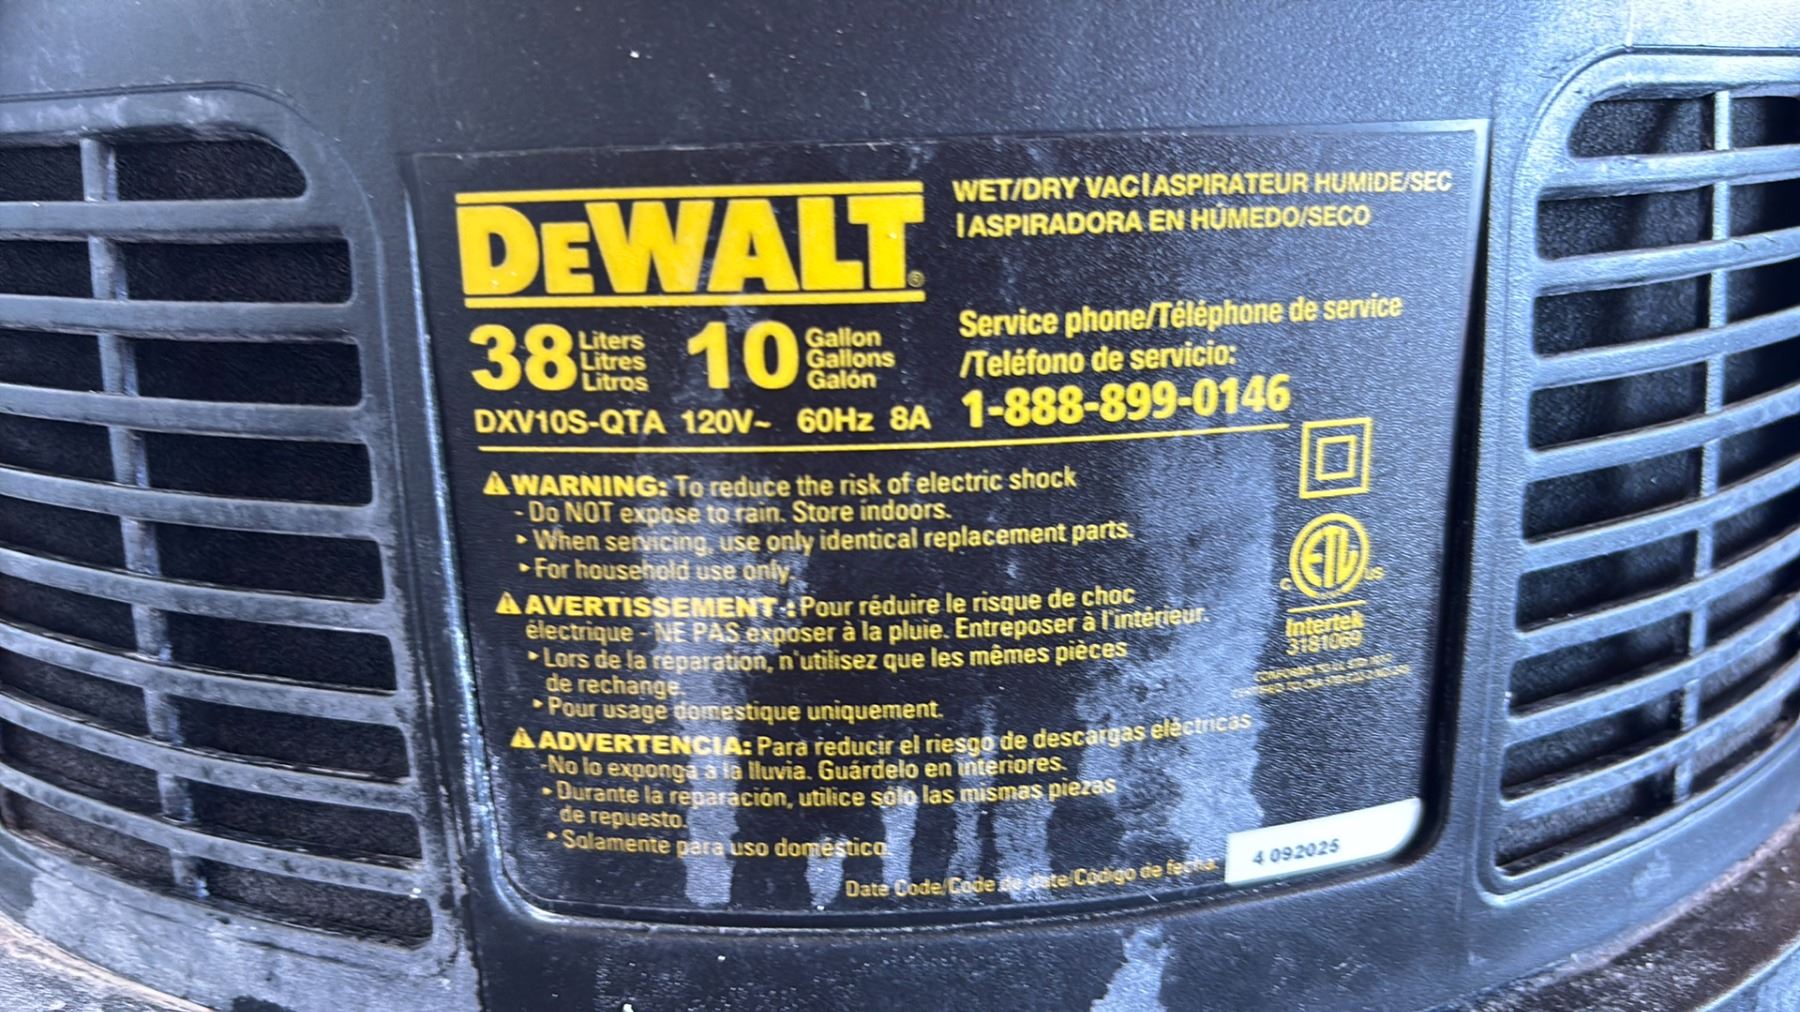 DEWALT®
WET/DRY VAC|ASPIRATEUR HUMIDE/SEC
|ASPIRADORA EN HÚMEDO/SECO
38 Liters Litres Litros 10 Gallon Gallons Galón
Service phone/Téléphone de service
/Teléfono de servicio:
1-888-899-0146
DXV10S-QTA 120V~ 60Hz 8A
⚠ WARNING: To reduce the risk of electric shock
- Do NOT expose to rain. Store indoors.
▸ When servicing, use only identical replacement parts.
▸ For household use only.
⚠ AVERTISSEMENT : Pour réduire le risque de choc
électrique - NE PAS exposer à la pluie. Entreposer à l'intérieur.
▸ Lors de la réparation, n'utilisez que les mêmes pièces
de rechange.
▸ Pour usage domestique uniquement.
⚠ ADVERTENCIA: Para reducir el riesgo de descargas eléctricas
-No lo exponga a la lluvia. Guárdelo en interiores.
▸ Durante la reparación, utilice sólo las mismas piezas
de repuesto.
▸ Solamente para uso doméstico.
ETL
C US
Intertek
3181069
Date Code/Code de date/Código de fecha:
4 092025